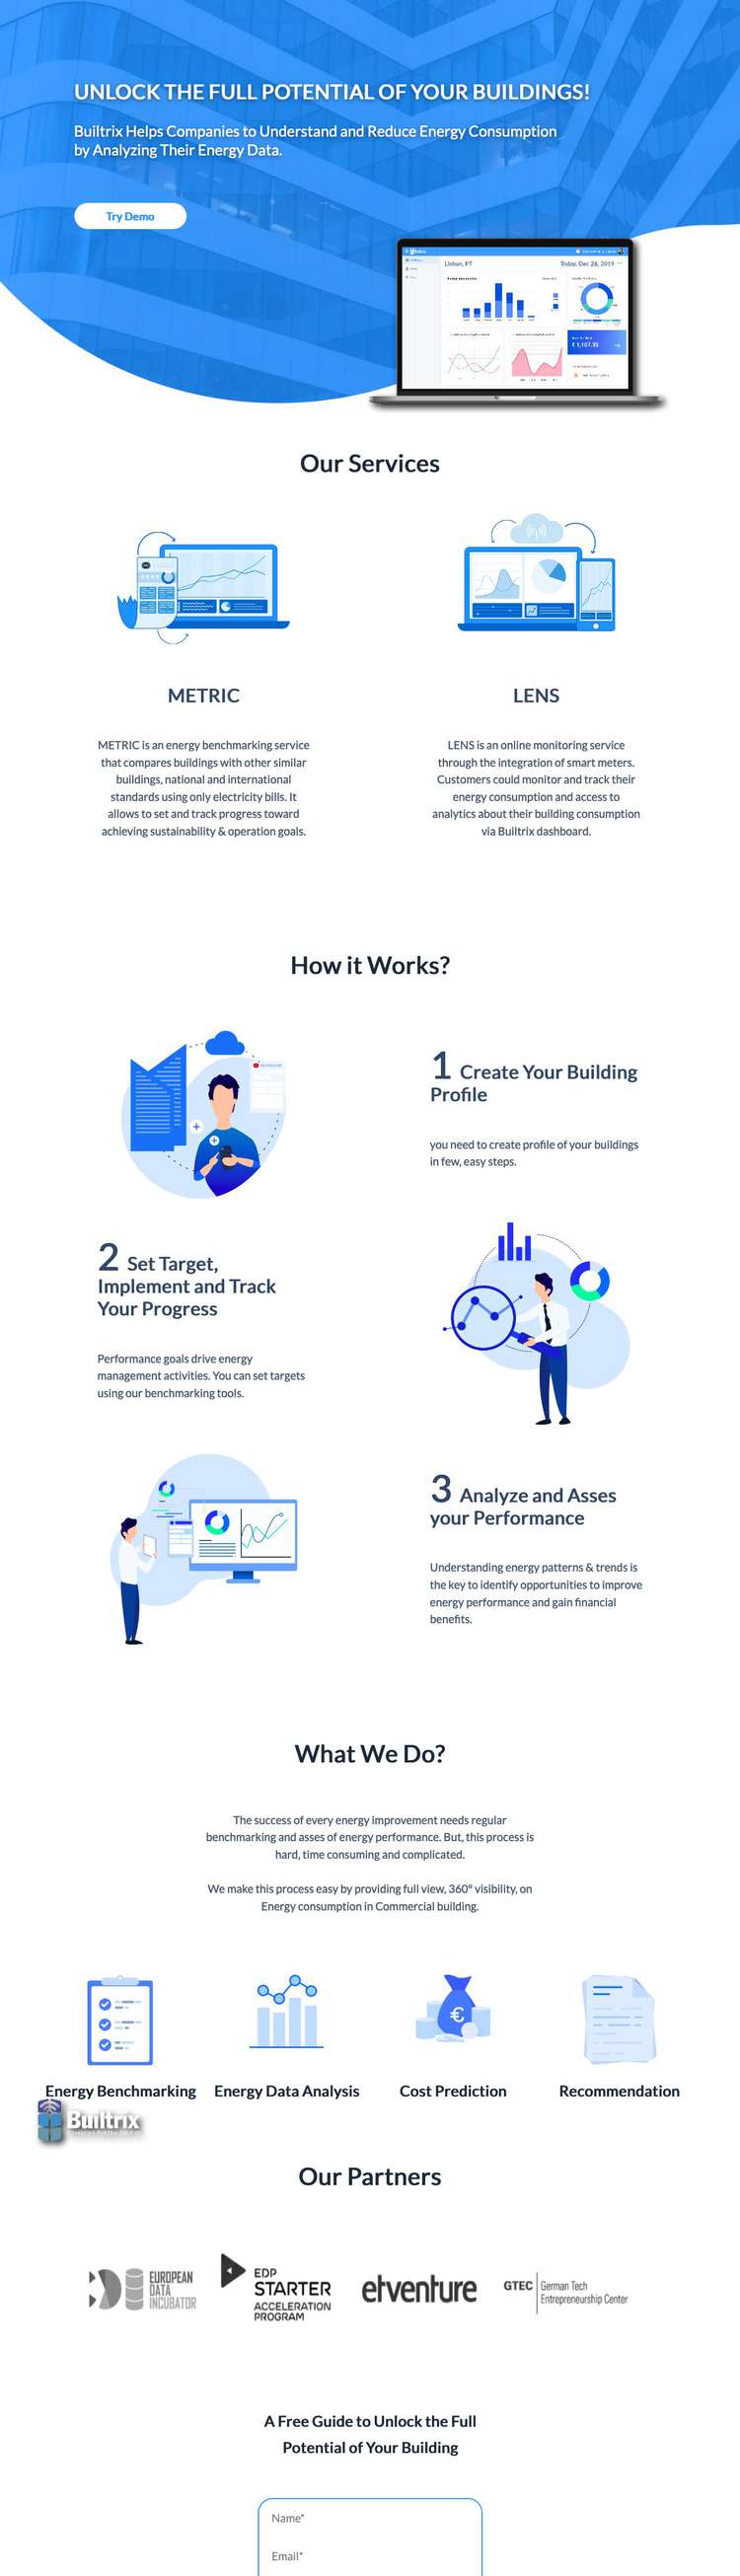 UNLOCK THE FULL POTENTIAL OF YOUR BUILDINGS!
Builtrix Helps Companies to Understand and Reduce Energy Consumption
by Analyzing Their Energy Data.
Try Demo
Lisbon, PT
Today, Dec 26, 2019
€ 1,107.35
Our Services
METRIC
METRIC is an energy benchmarking service
that compares buildings with other similar
buildings, national and international
standards using only electricity bills. It
allows to set and track progress toward
achieving sustainability & operation goals.
LENS
LENS is an online monitoring service
through the integration of smart meters.
Customers could monitor and track their
energy consumption and access to
analytics about their building consumption
via Builtrix dashboard.
How it Works?
1 Create Your Building
Profile
you need to create profile of your buildings
in few, easy steps.
2 Set Target,
Implement and Track
Your Progress
Performance goals drive energy
management activities. You can set targets
using our benchmarking tools.
3 Analyze and Asses
your Performance
Understanding energy patterns & trends is
the key to identify opportunities to improve
energy performance and gain financial
benefits.
What We Do?
The success of every energy improvement needs regular
benchmarking and asses of energy performance. But, this process is
hard, time consuming and complicated.
We make this process easy by providing full view, 360° visibility, on
Energy consumption in Commercial building.
€
Energy Benchmarking
Energy Data Analysis
Cost Prediction
Recommendation
Builtrix
Our Partners
EUROPEAN
DATA
INCUBATOR
EDP
STARTER
ACCELERATION
PROGRAM
etventure
GTEC
German Tech
Entrepreneurship Center
A Free Guide to Unlock the Full
Potential of Your Building
Name*
Email*